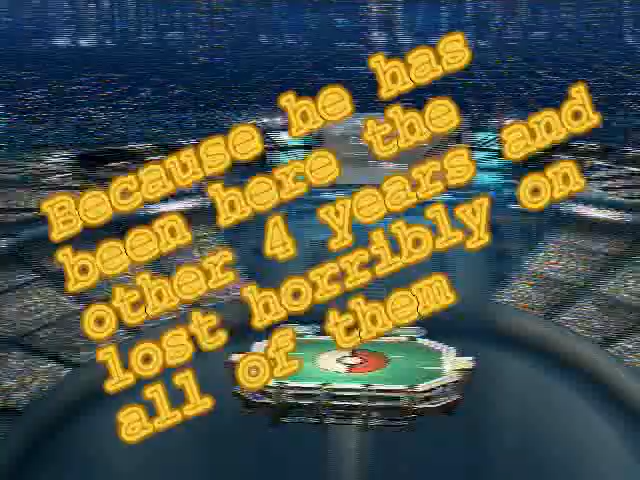 Because he has
been here the
other 4 years and
lost horribly on
all of them